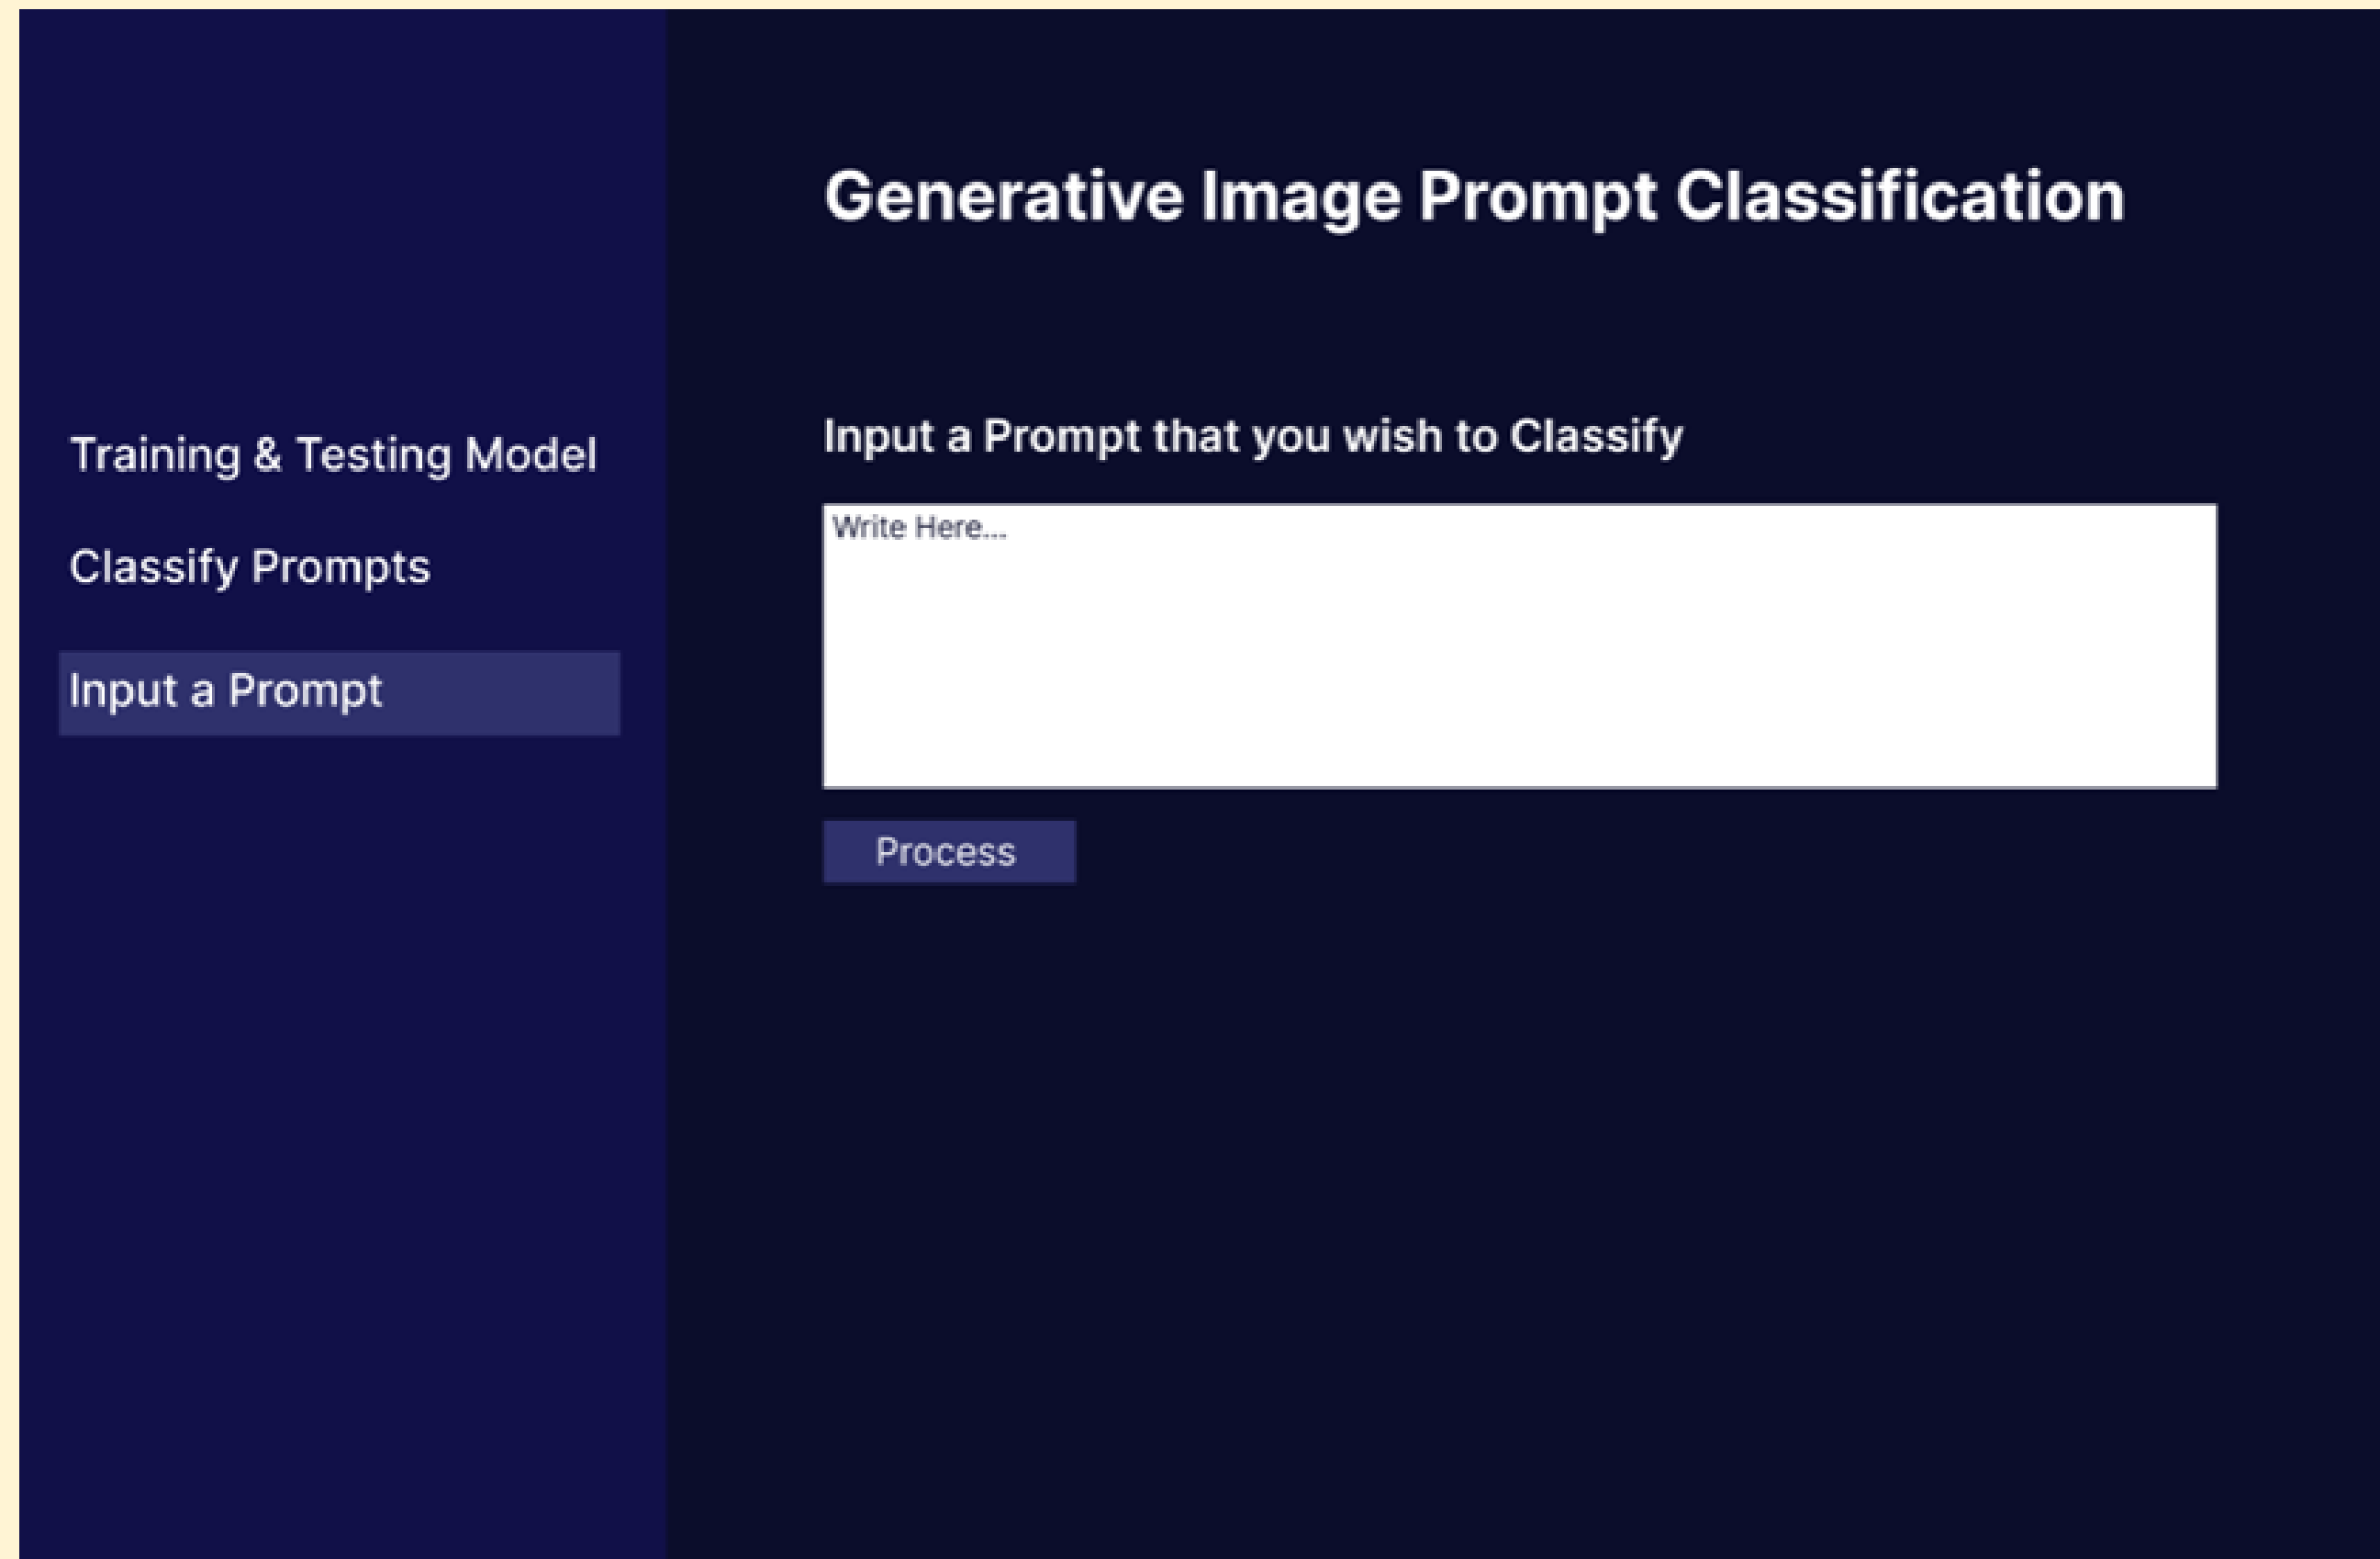 Generative Image Prompt Classification
Training & Testing Model
Classify Prompts
Input a Prompt
Input a Prompt that you wish to Classify
Write Here...
Process